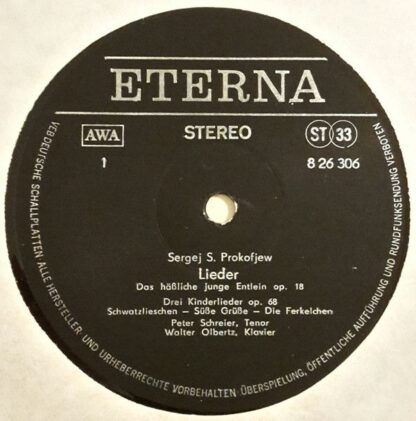 ETERNA
AWA
STEREO
ST 33
1
8 26 306
Sergej S. Prokofjew
Lieder
Das häßliche junge Entlein op. 18
Drei Kinderlieder op. 68
Schwatzlieschen – Süße Grüße – Die Ferkelchen
Peter Schreier, Tenor
Walter Olbertz, Klavier
VEB DEUTSCHE SCHALLPLATTEN ALLE HERSTELLER- UND URHEBERRECHTE VORBEHALTEN ÜBERSPIELUNG, ÖFFENTLICHE AUFFÜHRUNG UND RUNDFUNKSENDUNG VERBOTEN